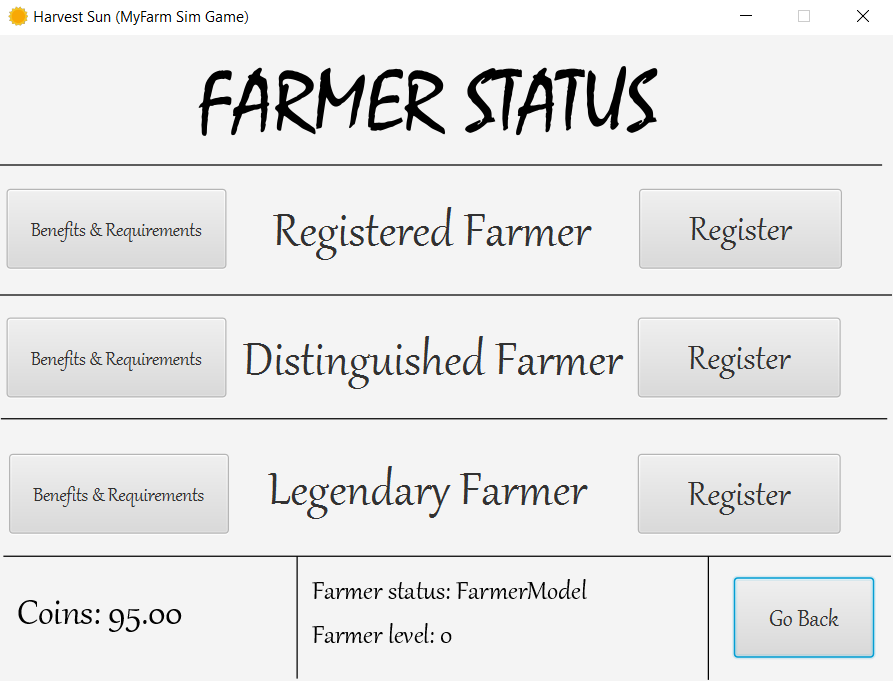 Harvest Sun (MyFarm Sim Game)
FARMER STATUS
Benefits & Requirements
Registered Farmer
Register
Benefits & Requirements
Distinguished Farmer
Register
Benefits & Requirements
Legendary Farmer
Register
Coins: 95.00
Farmer status: FarmerModel
Farmer level: 0
Go Back